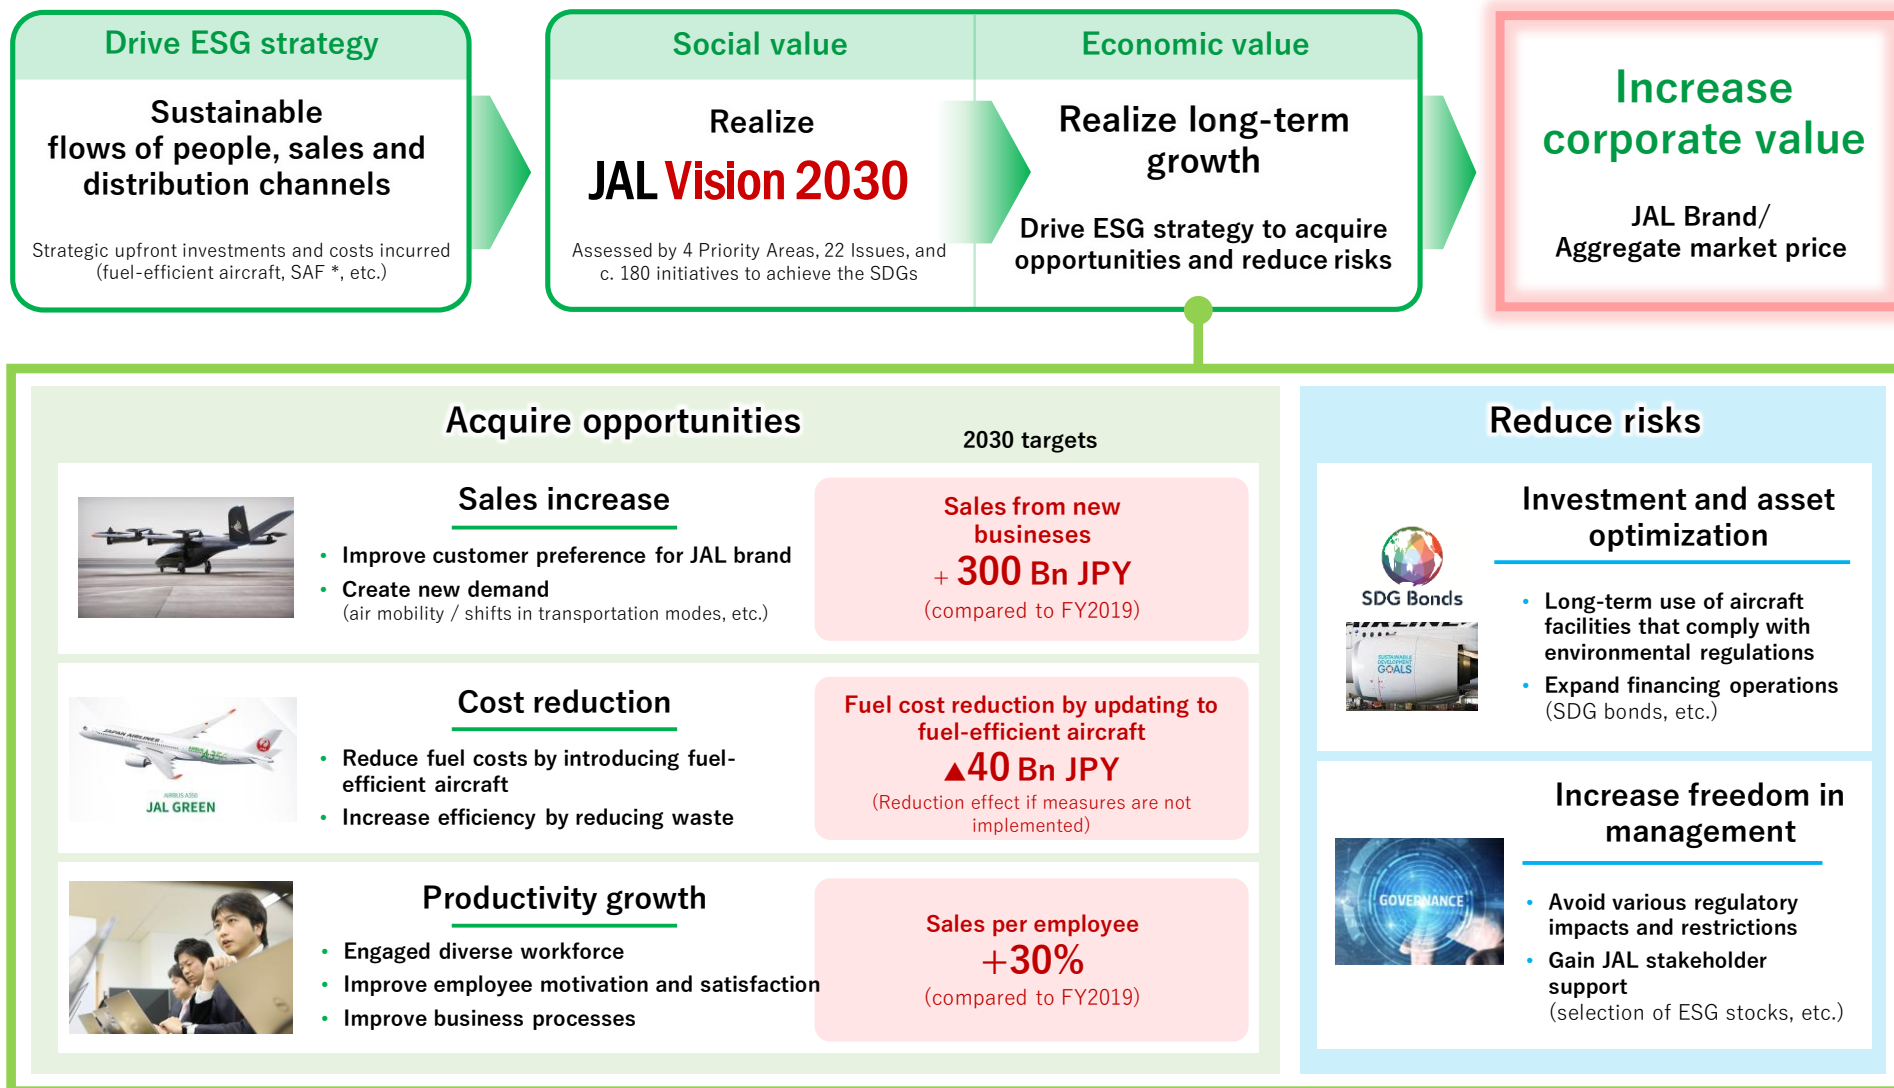 Drive ESG strategy
Sustainable
flows of people, sales and
distribution channels
Strategic upfront investments and costs incurred
(fuel-efficient aircraft, SAF *, etc.)
Social value
Realize
JAL Vision 2030
Assessed by 4 Priority Areas, 22 Issues, and
c. 180 initiatives to achieve the SDGs
Economic value
Realize long-term
growth
Drive ESG strategy to acquire
opportunities and reduce risks
Increase
corporate value
JAL Brand/
Aggregate market price
Acquire opportunities
2030 targets
Sales increase
• Improve customer preference for JAL brand
• Create new demand
(air mobility / shifts in transportation modes, etc.)
Sales from new
busineses
+ 300 Bn JPY
(compared to FY2019)
JAPAN AIRLINES
AIRBUS A350
A350
JAL GREEN
Cost reduction
• Reduce fuel costs by introducing fuel-
efficient aircraft
• Increase efficiency by reducing waste
Fuel cost reduction by updating to
fuel-efficient aircraft
▲40 Bn JPY
(Reduction effect if measures are not
implemented)
Productivity growth
• Engaged diverse workforce
• Improve employee motivation and satisfaction
• Improve business processes
Sales per employee
+30%
(compared to FY2019)
Reduce risks
SDG Bonds
SUSTAINABLE
DEVELOPMENT
GOALS
Investment and asset
optimization
• Long-term use of aircraft
facilities that comply with
environmental regulations
• Expand financing operations
(SDG bonds, etc.)
GOVERNANCE
Increase freedom in
management
• Avoid various regulatory
impacts and restrictions
• Gain JAL stakeholder
support
(selection of ESG stocks, etc.)